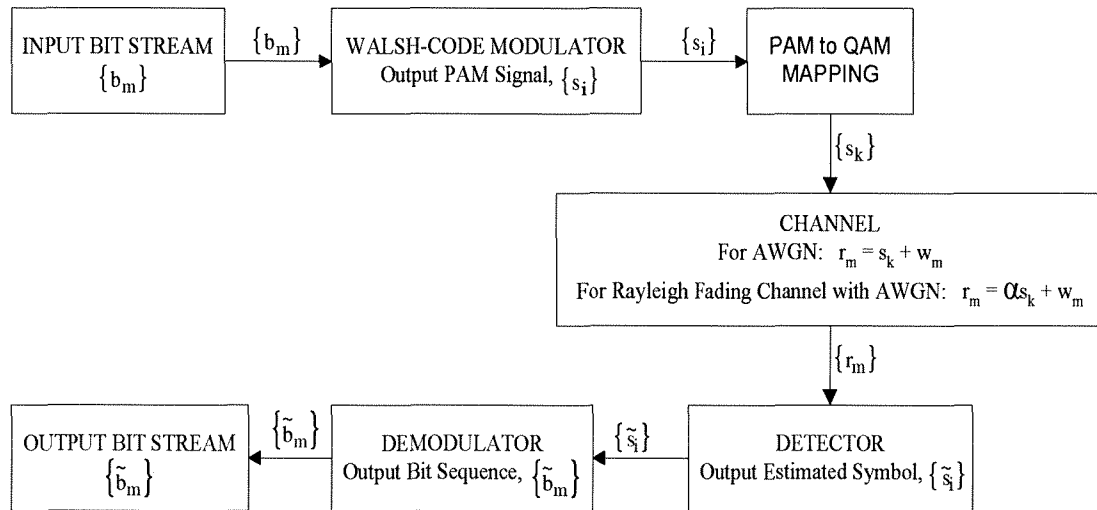 INPUT BIT STREAM
{b_m}
{b_m}
WALSH-CODE MODULATOR
Output PAM Signal, {s_i}
{s_i}
PAM to QAM
MAPPING
{s_k}
CHANNEL
For AWGN: r_m = s_k + w_m
For Rayleigh Fading Channel with AWGN: r_m = αs_k + w_m
{r_m}
OUTPUT BIT STREAM
{b̃_m}
{b̃_m}
DEMODULATOR
Output Bit Sequence, {b̃_m}
{s̃_i}
DETECTOR
Output Estimated Symbol, {s̃_i}